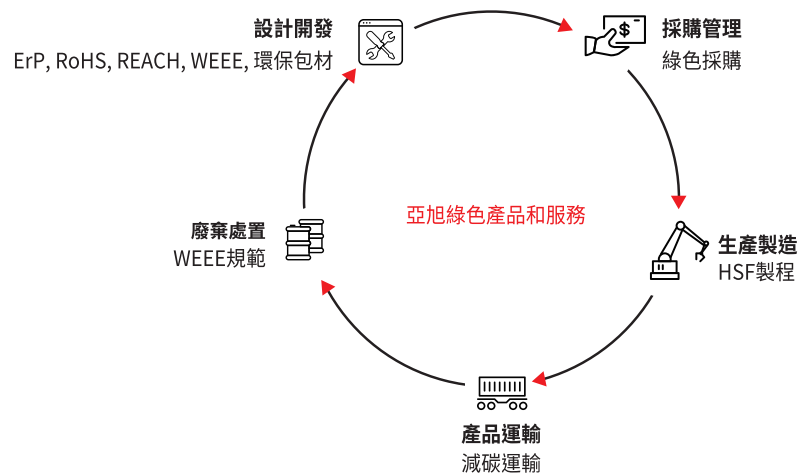 設計開發
ErP, RoHS, REACH, WEEE, 環保包材
採購管理
綠色採購
亞旭綠色產品和服務
廢棄處置
WEEE規範
生產製造
HSF製程
產品運輸
減碳運輸